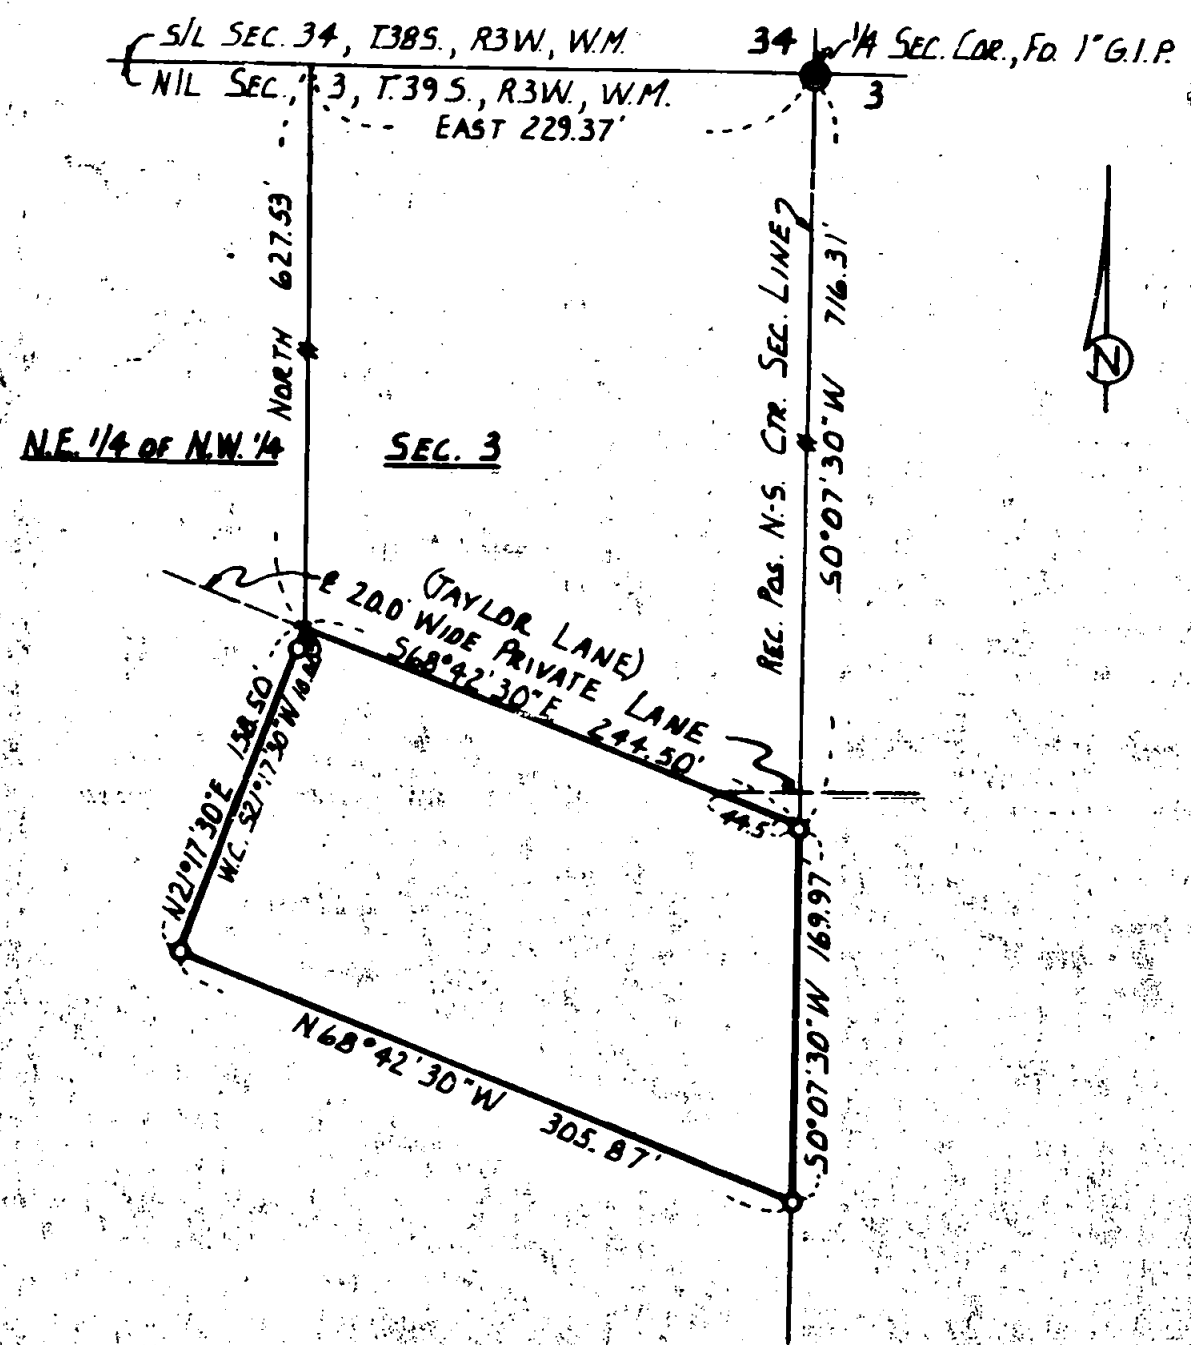 S/L SEC. 34, T38S., R3W., W.M.
34
1/4 SEC. COR., FD. 1" G.I.P.
N/L SEC. 3, T.39S., R.3W., W.M.
3
EAST 229.37'
NORTH 627.53'
REC. POS. N-S. CTR. SEC. LINE
S0°07'30"W 716.31'
N
N.E. 1/4 OF N.W. 1/4
SEC. 3
(TAYLOR LANE)
℄ 20.0' WIDE PRIVATE LANE
S68°42'30"E 244.50'
44.5'
N21°17'30"E 158.50'
W.C. S21°17'30"W
S0°07'30"W 169.97'
N68°42'30"W 305.87'